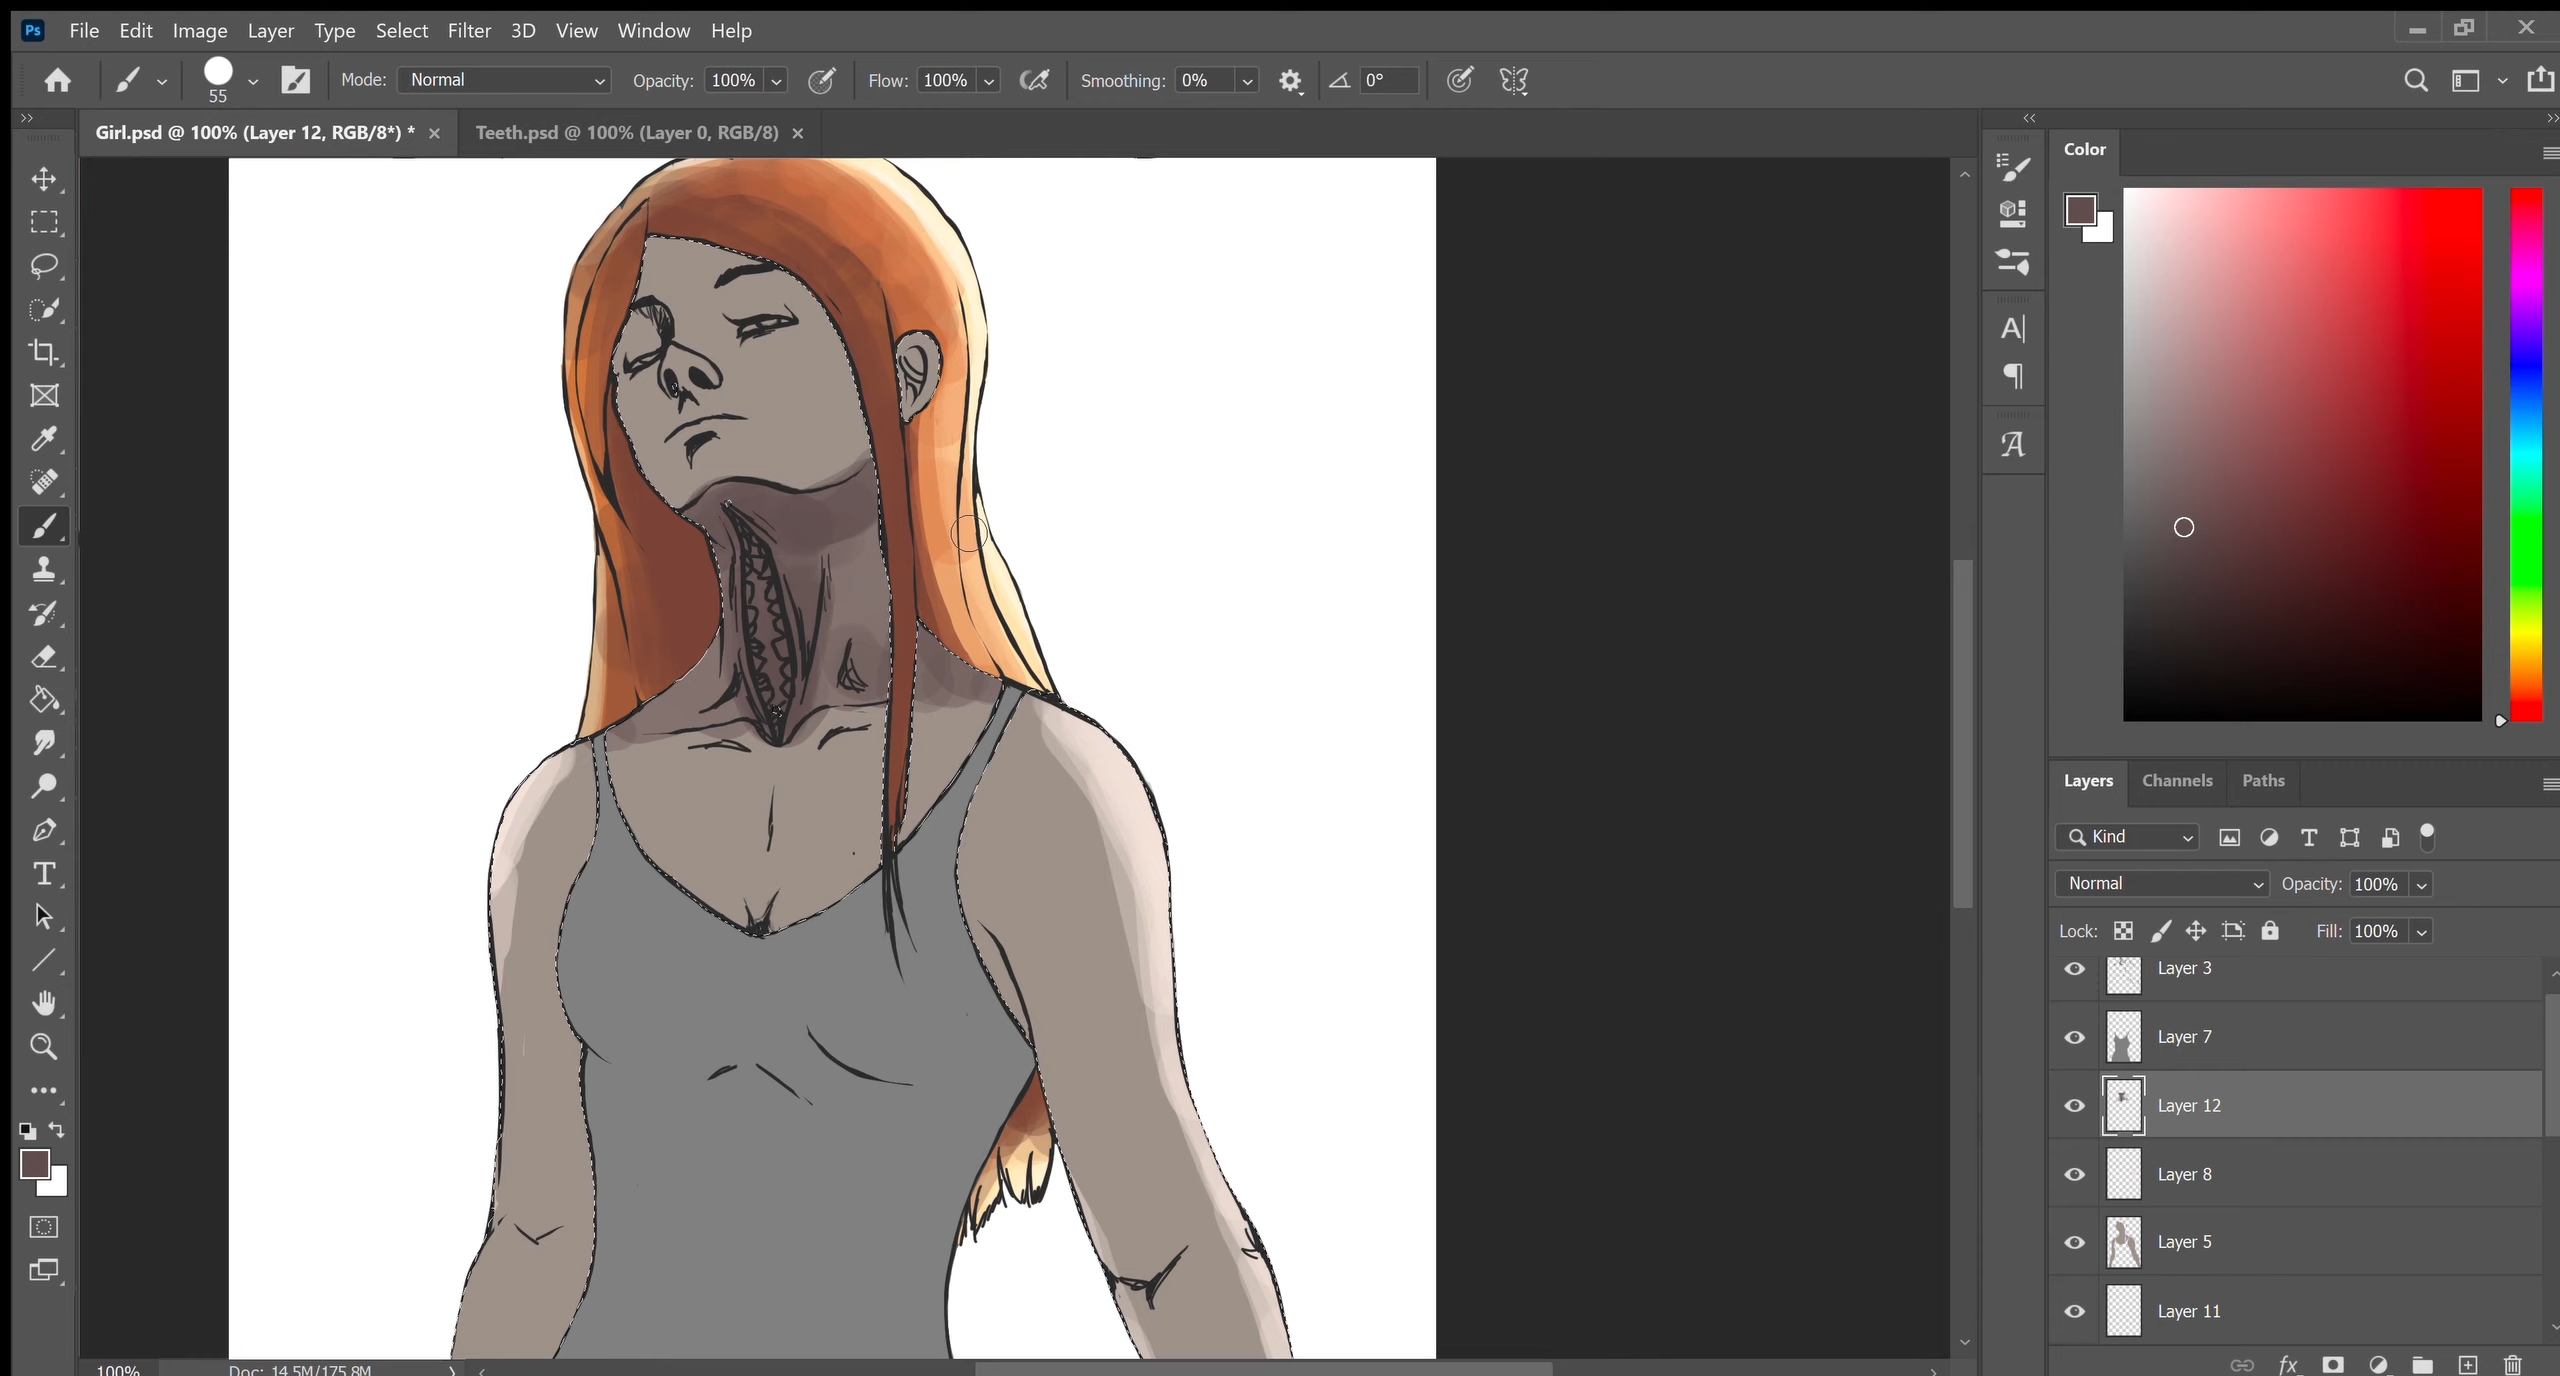 Ps File Edit Image Layer Type Select Filter 3D View Window Help
55 Mode: Normal Opacity: 100% Flow: 100% Smoothing: 0% 0°
Girl.psd @ 100% (Layer 12, RGB/8*) * Teeth.psd @ 100% (Layer 0, RGB/8)
Color
Layers Channels Paths
Kind
Normal Opacity: 100%
Lock: Fill: 100%
Layer 3
Layer 7
Layer 12
Layer 8
Layer 5
Layer 11
100% Doc: 14.5M/175.8M